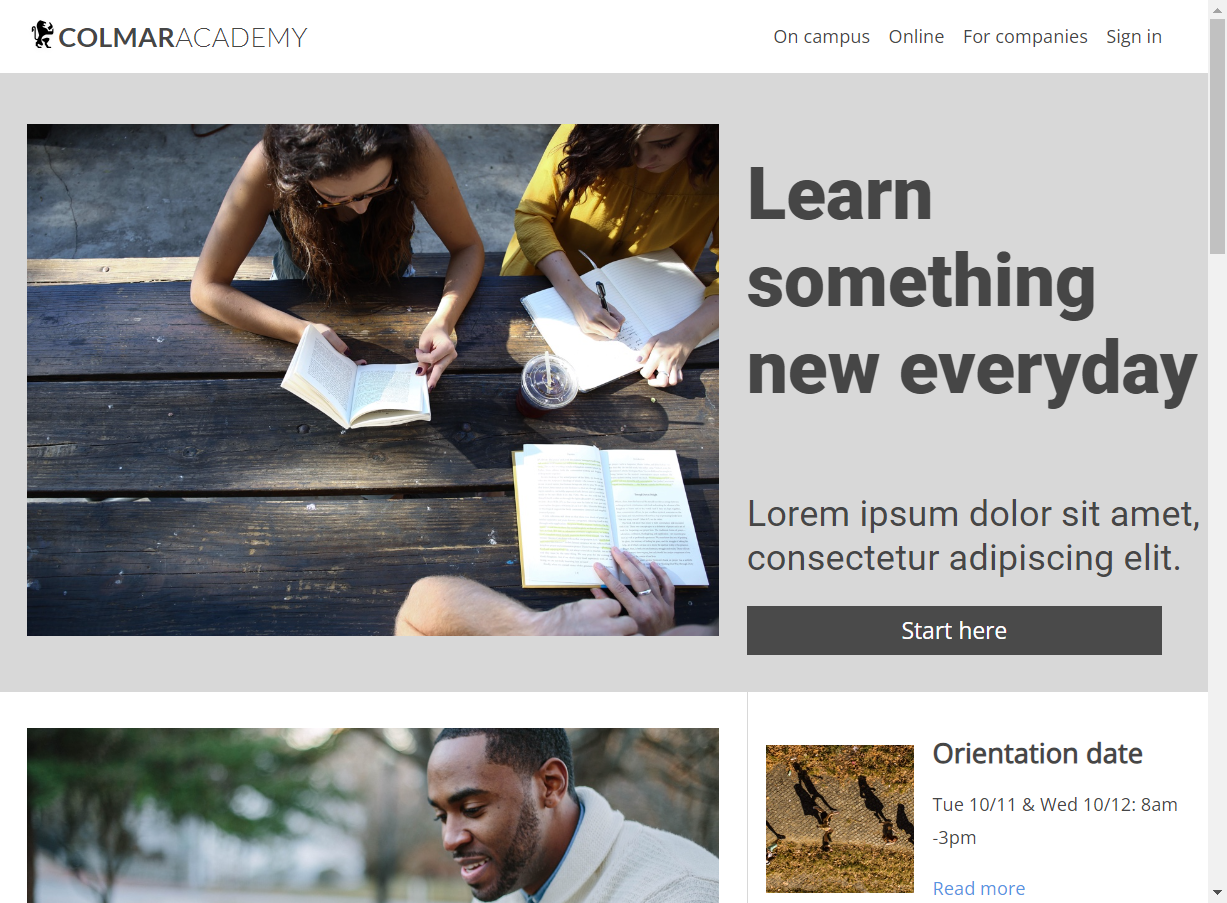 COLMARACADEMY
On campus Online For companies Sign in
Learn
something
new everyday
Lorem ipsum dolor sit amet,
consectetur adipiscing elit.
Start here
Orientation date
Tue 10/11 & Wed 10/12: 8am
-3pm
Read more